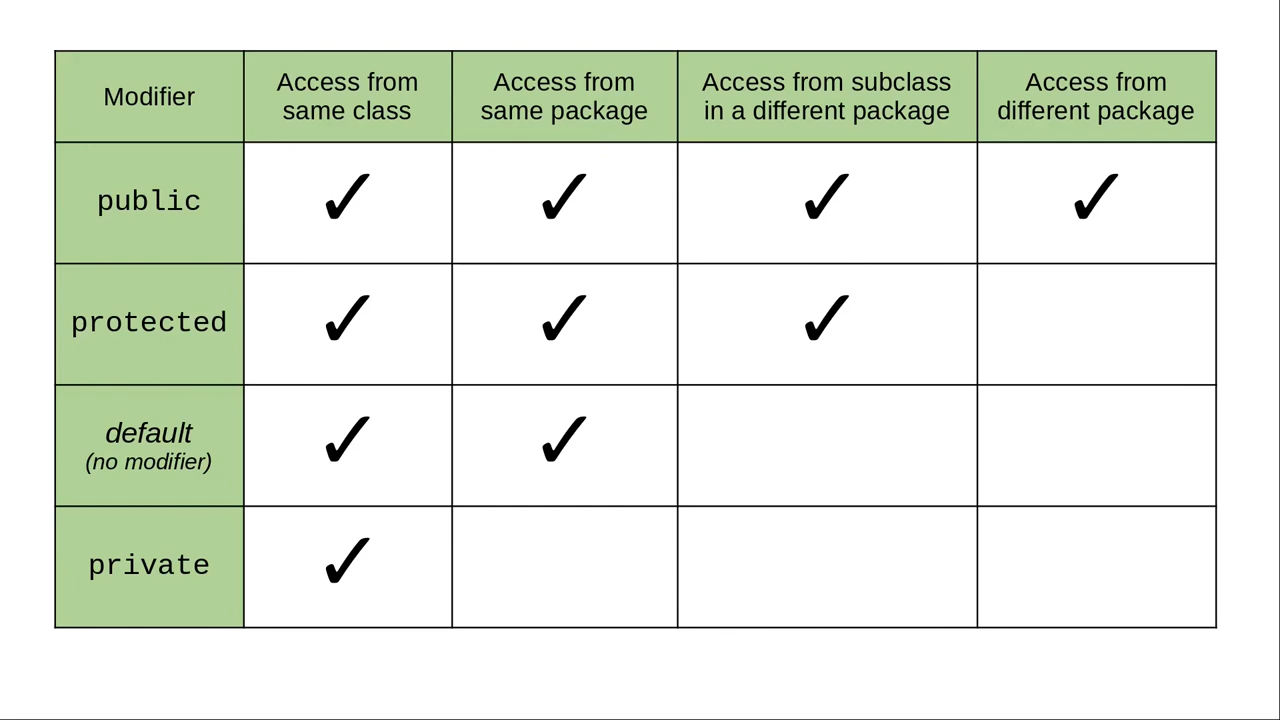 Modifier
Access from
same class
Access from
same package
Access from subclass
in a different package
Access from
different package
public
✓ ✓ ✓ ✓
protected
✓ ✓ ✓
default
(no modifier)
✓ ✓
private
✓